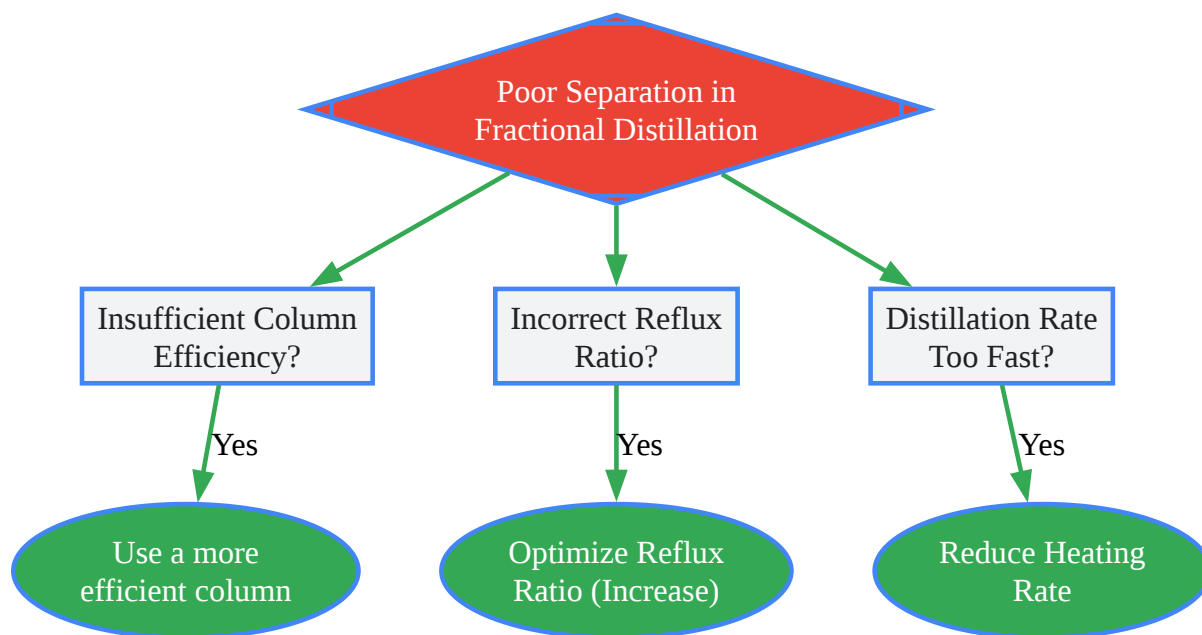 Poor Separation in
Fractional Distillation
Insufficient Column
Efficiency?
Incorrect Reflux
Ratio?
Distillation Rate
Too Fast?
Yes
Yes
Yes
Use a more
efficient column
Optimize Reflux
Ratio (Increase)
Reduce Heating
Rate